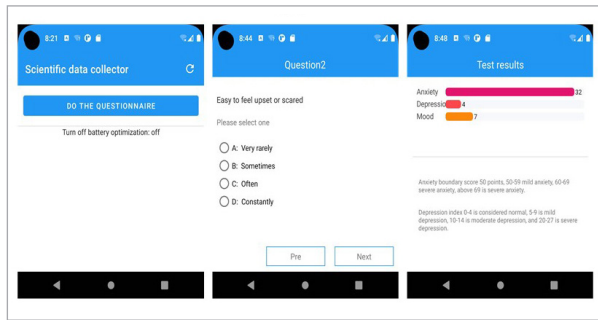 8:21
Scientific data collector
DO THE QUESTIONNAIRE
Turn off battery optimization: off
8:44
Question2
Easy to feel upset or scared
Please select one
A: Very rarely
B: Sometimes
C: Often
D: Constantly
Pre
Next
8:48
Test results
Anxiety 32
Depressio 4
Mood 7
Anxiety boundary score 50 points, 50-59 mild anxiety, 60-69
severe anxiety, above 69 is severe anxiety.
Depression index 0-4 is considered normal, 5-9 is mild
depression, 10-14 is moderate depression, and 20-27 is severe
depression.